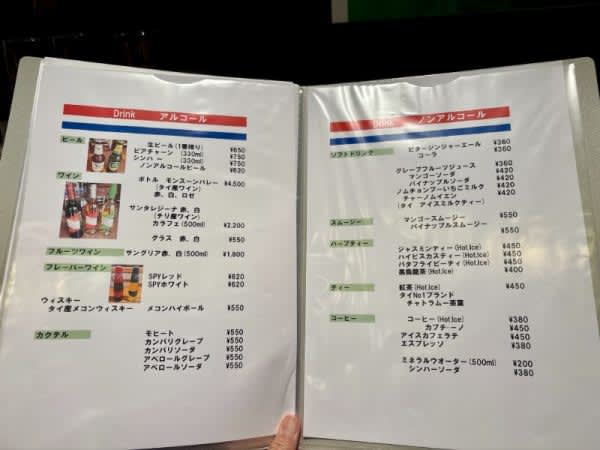 Drink アルコール
ビール
生ビール(1番搾り) ¥650
ビアチャーン (330ml) ¥750
シンハー (330ml) ¥750
ノンアルコールビール ¥620
ワイン
ボトル モンスーンバレー ¥4,500
(タイ産ワイン)
赤、白、ロゼ
サンタレジーナ 赤、白
(チリ産ワイン)
カラフェ(500ml) ¥2,200
グラス 赤、白 ¥550
フルーツワイン サングリア赤、白 (500ml) ¥1,800
フレーバーワイン
SPYレッド ¥620
SPYホワイト ¥620
ウィスキー
タイ産メコンウィスキー メコンハイボール ¥550
カクテル モヒート ¥550
カンパリグレープ ¥550
カンパリソーダ ¥550
アペロールグレープ ¥550
アペロールソーダ ¥550
Drink ノンアルコール
ソフトドリンク
ビタージンジャーエール ¥360
コーラ ¥360
グレープフルーツジュース ¥360
マンゴーソーダ ¥420
パイナップルソーダ ¥420
ノムチョンプーいちごミルク ¥420
チャーノムイエン ¥420
(タイ アイスミルクティー)
スムージー マンゴースムージー ¥550
パイナップルスムージー ¥550
ハーブティー
ジャスミンティー(Hot,Ice) ¥450
ハイビスカスティー(Hot,Ice) ¥450
バタフライピーティ(Hot,Ice) ¥450
黒烏龍茶(Hot,Ice) ¥400
ティー 紅茶(Hot,Ice) ¥450
タイNo1ブランド
チャトラムー茶葉
コーヒー コーヒー(Hot,Ice) ¥380
カプチーノ ¥450
アイスカフェラテ ¥450
エスプレッソ ¥380
ミネラルウオーター(500ml) ¥200
シンハーソーダ ¥380